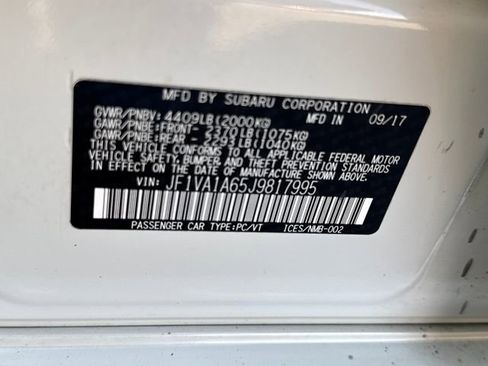 MFD BY SUBARU CORPORATION
GVWR/PNBV: 4409LB(2000KG) MFD IN 09/17
GAWR/PNBE:FRONT- 2370LB(1075KG)
GAWR/PNBE:REAR - 2293LB(1040KG)
THIS VEHICLE CONFORMS TO ALL APPLICABLE FEDERAL MOTOR
VEHICLE SAFETY, BUMPER, AND THEFT PREVENTION STANDARDS
IN EFFECT ON THE DATE OF MANUFACTURE SHOWN ABOVE.
VIN: JF1VA1A65J9817995
PASSENGER CAR TYPE:PC/VT ICES/NMB-002